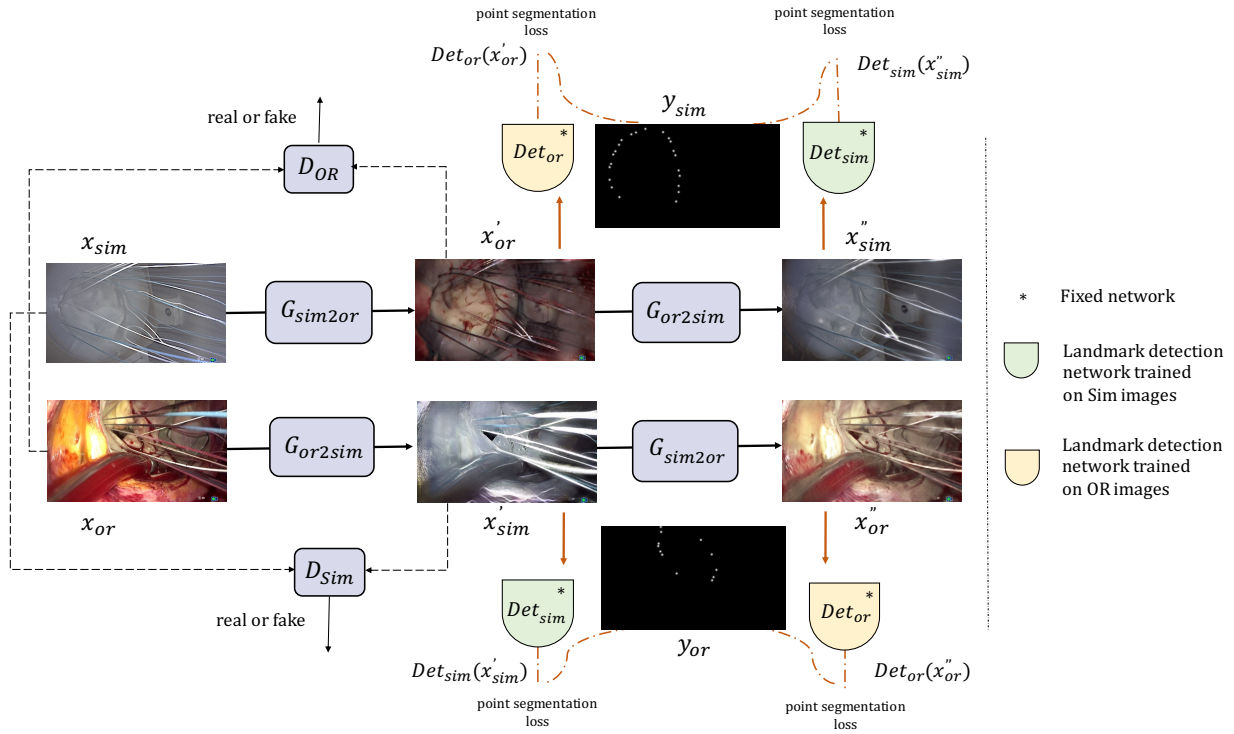 point segmentation
loss
point segmentation
loss
Det_or(x'_or)
Det_sim(x"_sim)
y_sim
real or fake
*
Det_or
*
Det_sim
D_OR
x_sim
x'_or
x"_sim
G_sim2or
G_or2sim
* Fixed network
Landmark detection
network trained
on Sim images
G_or2sim
G_sim2or
Landmark detection
network trained
on OR images
x_or
x'_sim
x"_or
D_Sim
*
Det_sim
*
Det_or
real or fake
y_or
Det_sim(x'_sim)
Det_or(x"_or)
point segmentation
loss
point segmentation
loss